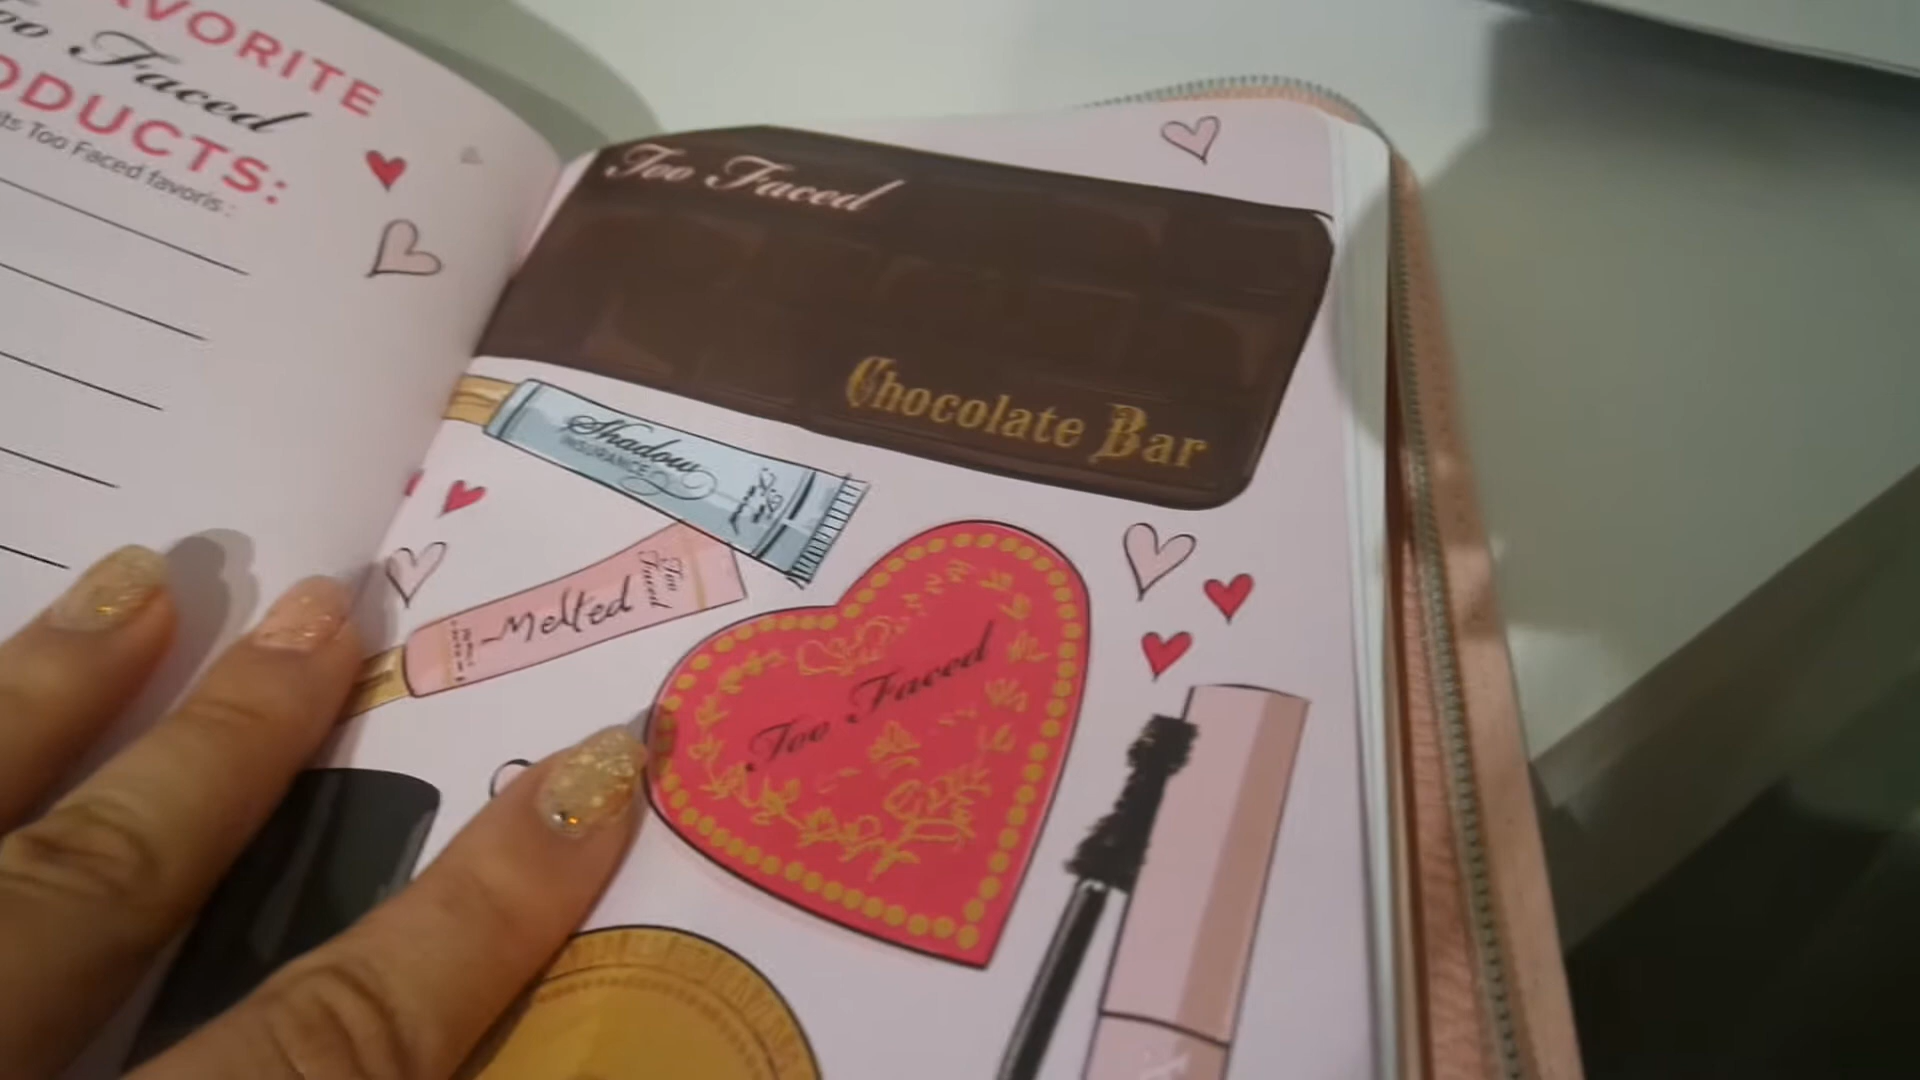 AVORITE
oo Faced
ODUCTS:
ts Too Faced favoris :
Too Faced
Chocolate Bar
Shadow
INSURANCE
Too Faced
Melted
Too
Faced
Too Faced